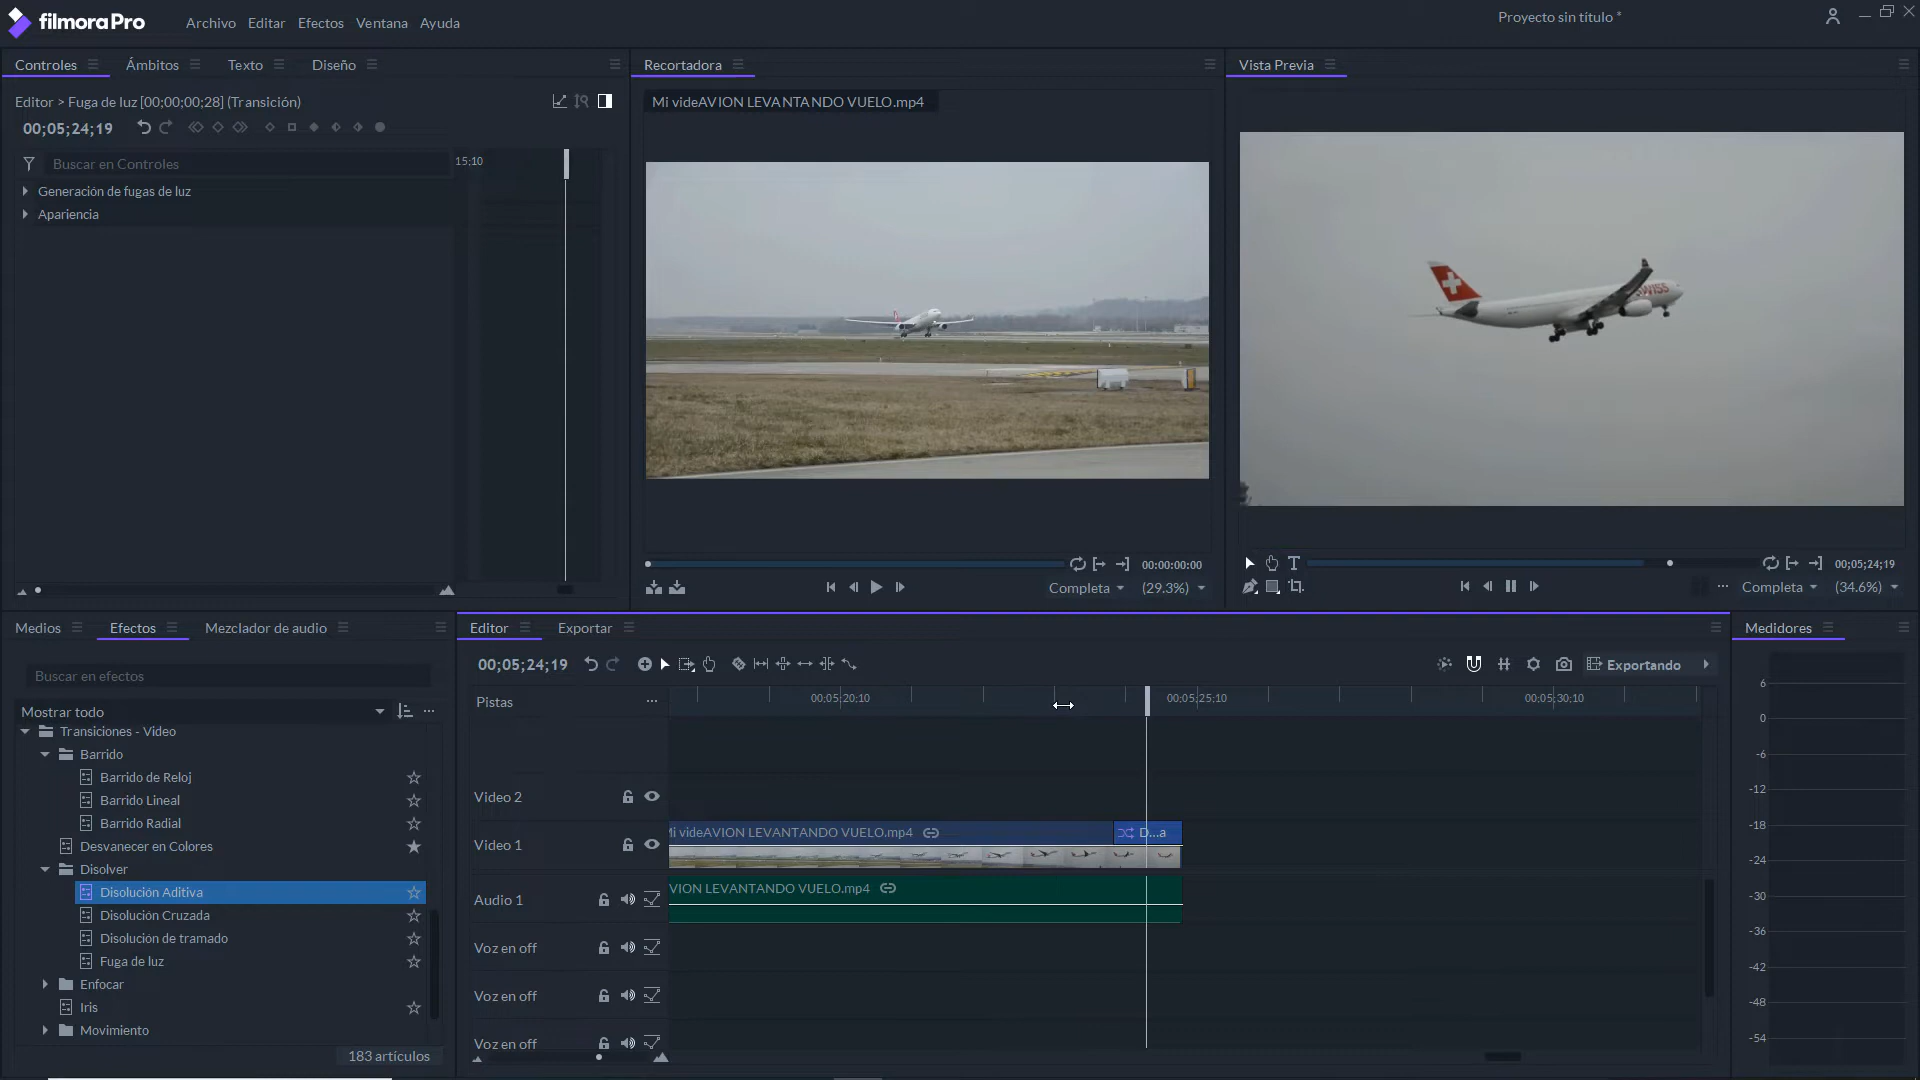 filmoraPro
Archivo Editar Efectos Ventana Ayuda
Proyecto sin título *
Controles Ámbitos Texto Diseño
Editor > Fuga de luz [00;00;00;28] (Transición)
00;05;24;19
Buscar en Controles
15;10
Generación de fugas de luz
Apariencia
Recortadora
Mi videAVION LEVANTANDO VUELO.mp4
00:00:00:00
Completa (29.3%)
Vista Previa
SWISS
00;05;24;19
Completa (34.6%)
Medios Efectos Mezclador de audio
Buscar en efectos
Mostrar todo
Transiciones - Video
Barrido
Barrido de Reloj
Barrido Lineal
Barrido Radial
Desvanecer en Colores
Disolver
Disolución Aditiva
Disolución Cruzada
Disolución de tramado
Fuga de luz
Enfocar
Iris
Movimiento
183 artículos
Editor Exportar
00;05;24;19
Exportando
Pistas
00;05;20;10 00;05;25;10 00;05;30;10
Video 2
Video 1
Mi videAVION LEVANTANDO VUELO.mp4 D...a
Audio 1
VION LEVANTANDO VUELO.mp4
Voz en off
Voz en off
Voz en off
Medidores
6
0
-6
-12
-18
-24
-30
-36
-42
-48
-54